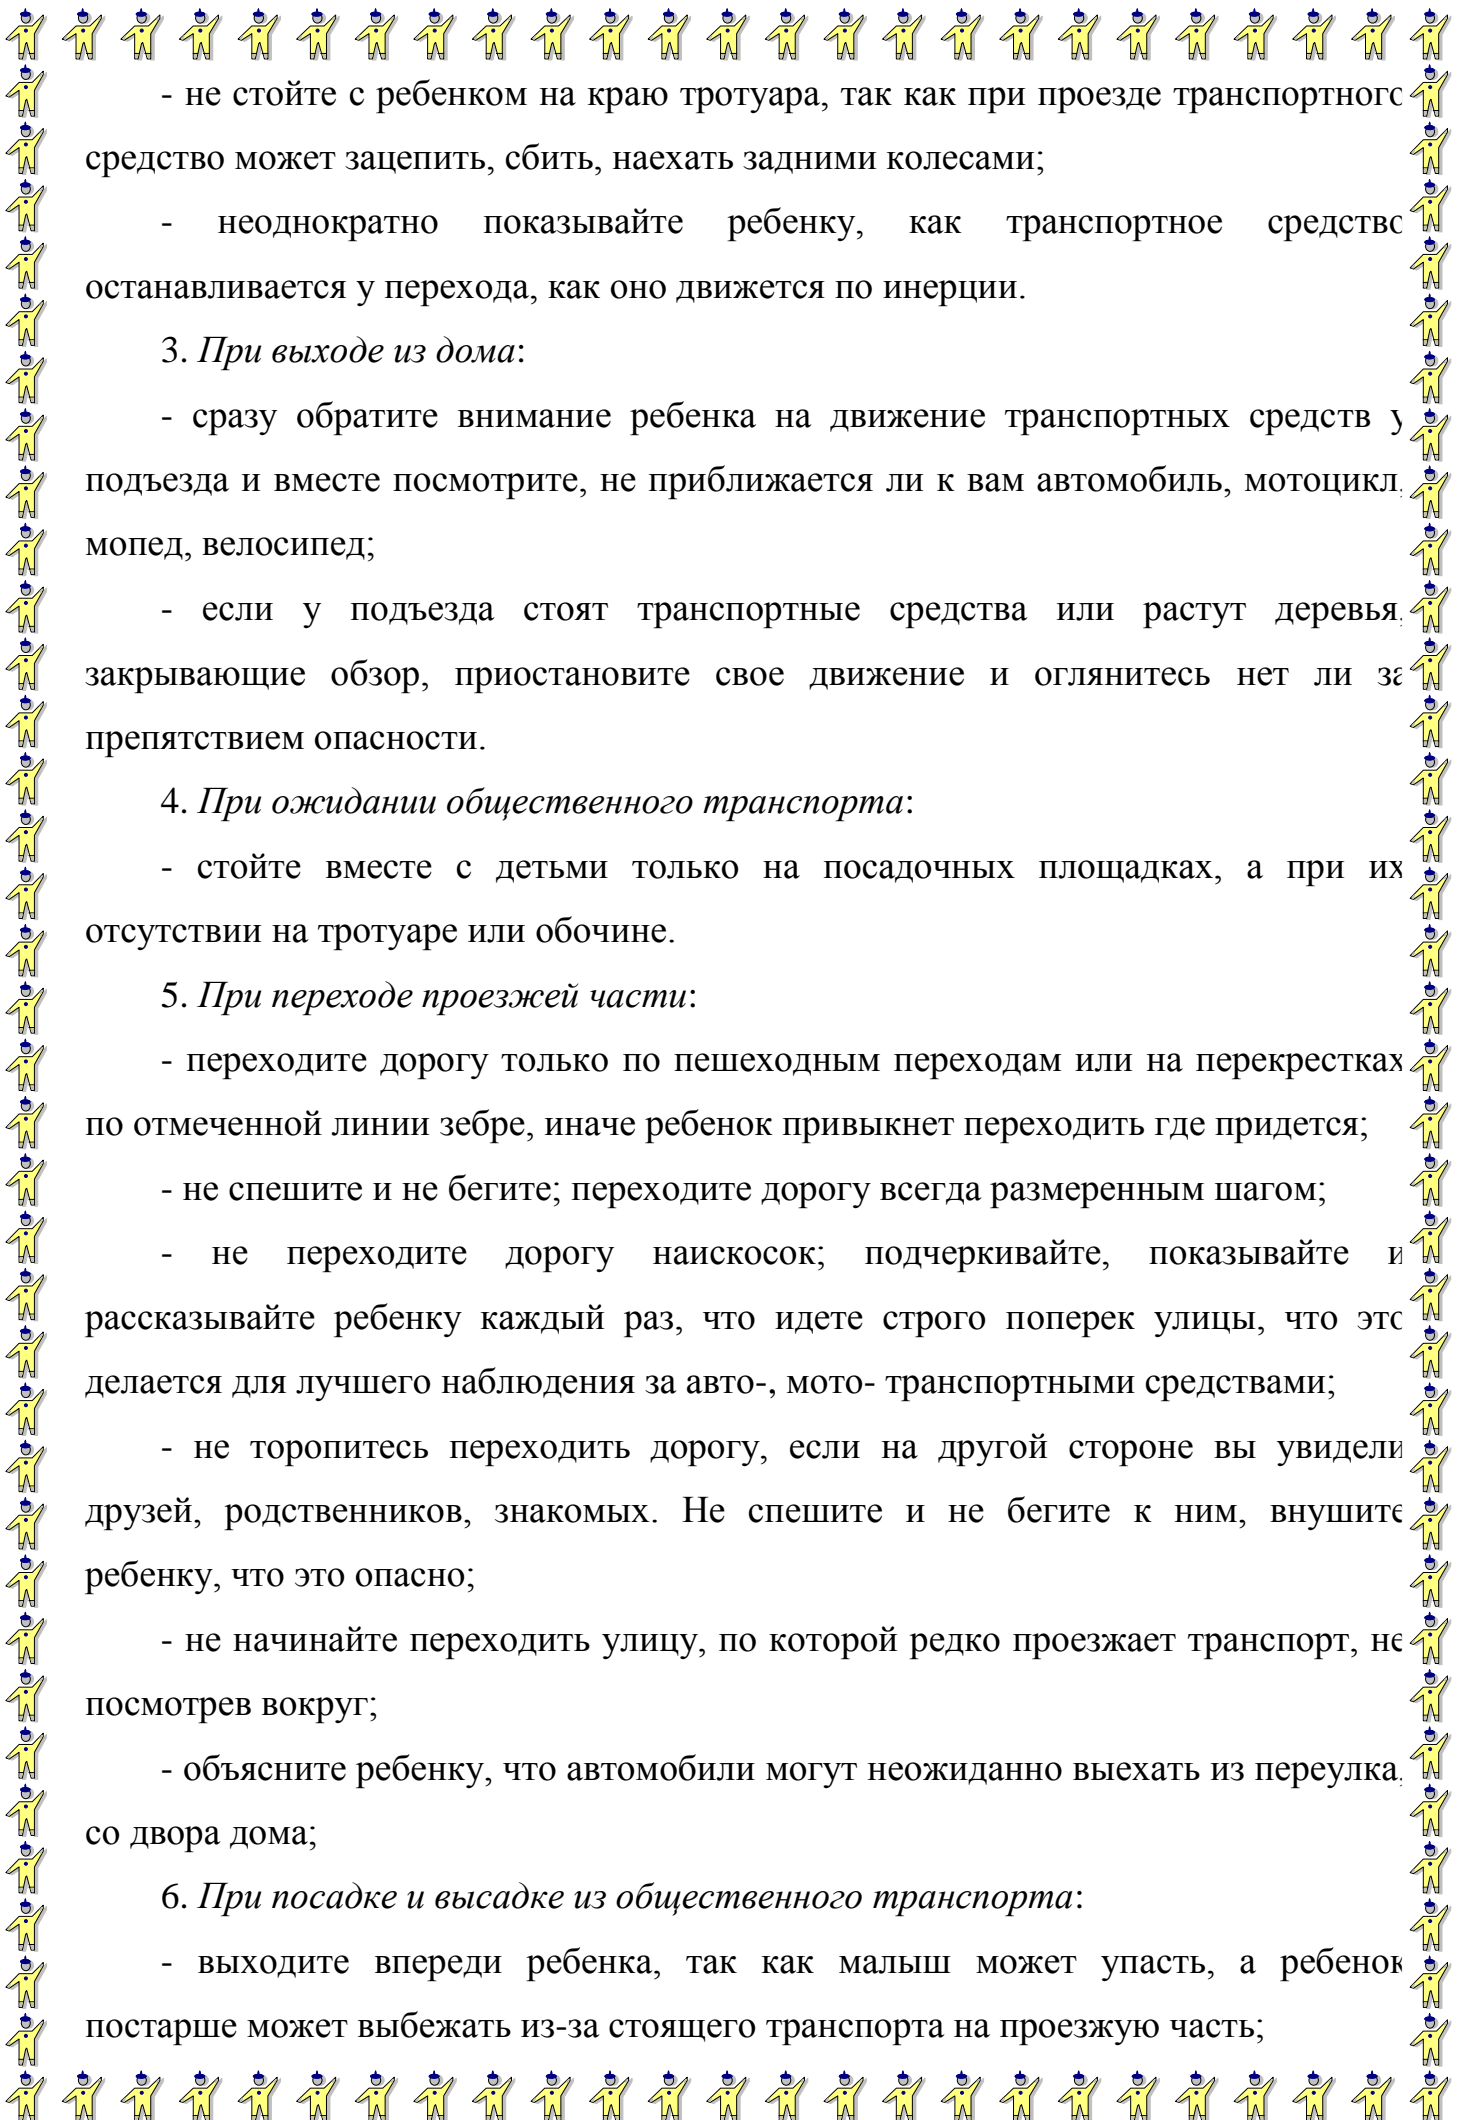 - не стойте с ребенком на краю тротуара, так как при проезде транспортного
средство может зацепить, сбить, наехать задними колесами;
- неоднократно показывайте ребенку, как транспортное средство
останавливается у перехода, как оно движется по инерции.
3. При выходе из дома:
- сразу обратите внимание ребенка на движение транспортных средств у
подъезда и вместе посмотрите, не приближается ли к вам автомобиль, мотоцикл,
мопед, велосипед;
- если у подъезда стоят транспортные средства или растут деревья,
закрывающие обзор, приостановите свое движение и оглянитесь нет ли за
препятствием опасности.
4. При ожидании общественного транспорта:
- стойте вместе с детьми только на посадочных площадках, а при их
отсутствии на тротуаре или обочине.
5. При переходе проезжей части:
- переходите дорогу только по пешеходным переходам или на перекрестках
по отмеченной линии зебре, иначе ребенок привыкнет переходить где придется;
- не спешите и не бегите; переходите дорогу всегда размеренным шагом;
- не переходите дорогу наискосок; подчеркивайте, показывайте и
рассказывайте ребенку каждый раз, что идете строго поперек улицы, что это
делается для лучшего наблюдения за авто-, мото- транспортными средствами;
- не торопитесь переходить дорогу, если на другой стороне вы увидели
друзей, родственников, знакомых. Не спешите и не бегите к ним, внушите
ребенку, что это опасно;
- не начинайте переходить улицу, по которой редко проезжает транспорт, не
посмотрев вокруг;
- объясните ребенку, что автомобили могут неожиданно выехать из переулка,
со двора дома;
6. При посадке и высадке из общественного транспорта:
- выходите впереди ребенка, так как малыш может упасть, а ребенок
постарше может выбежать из-за стоящего транспорта на проезжую часть;